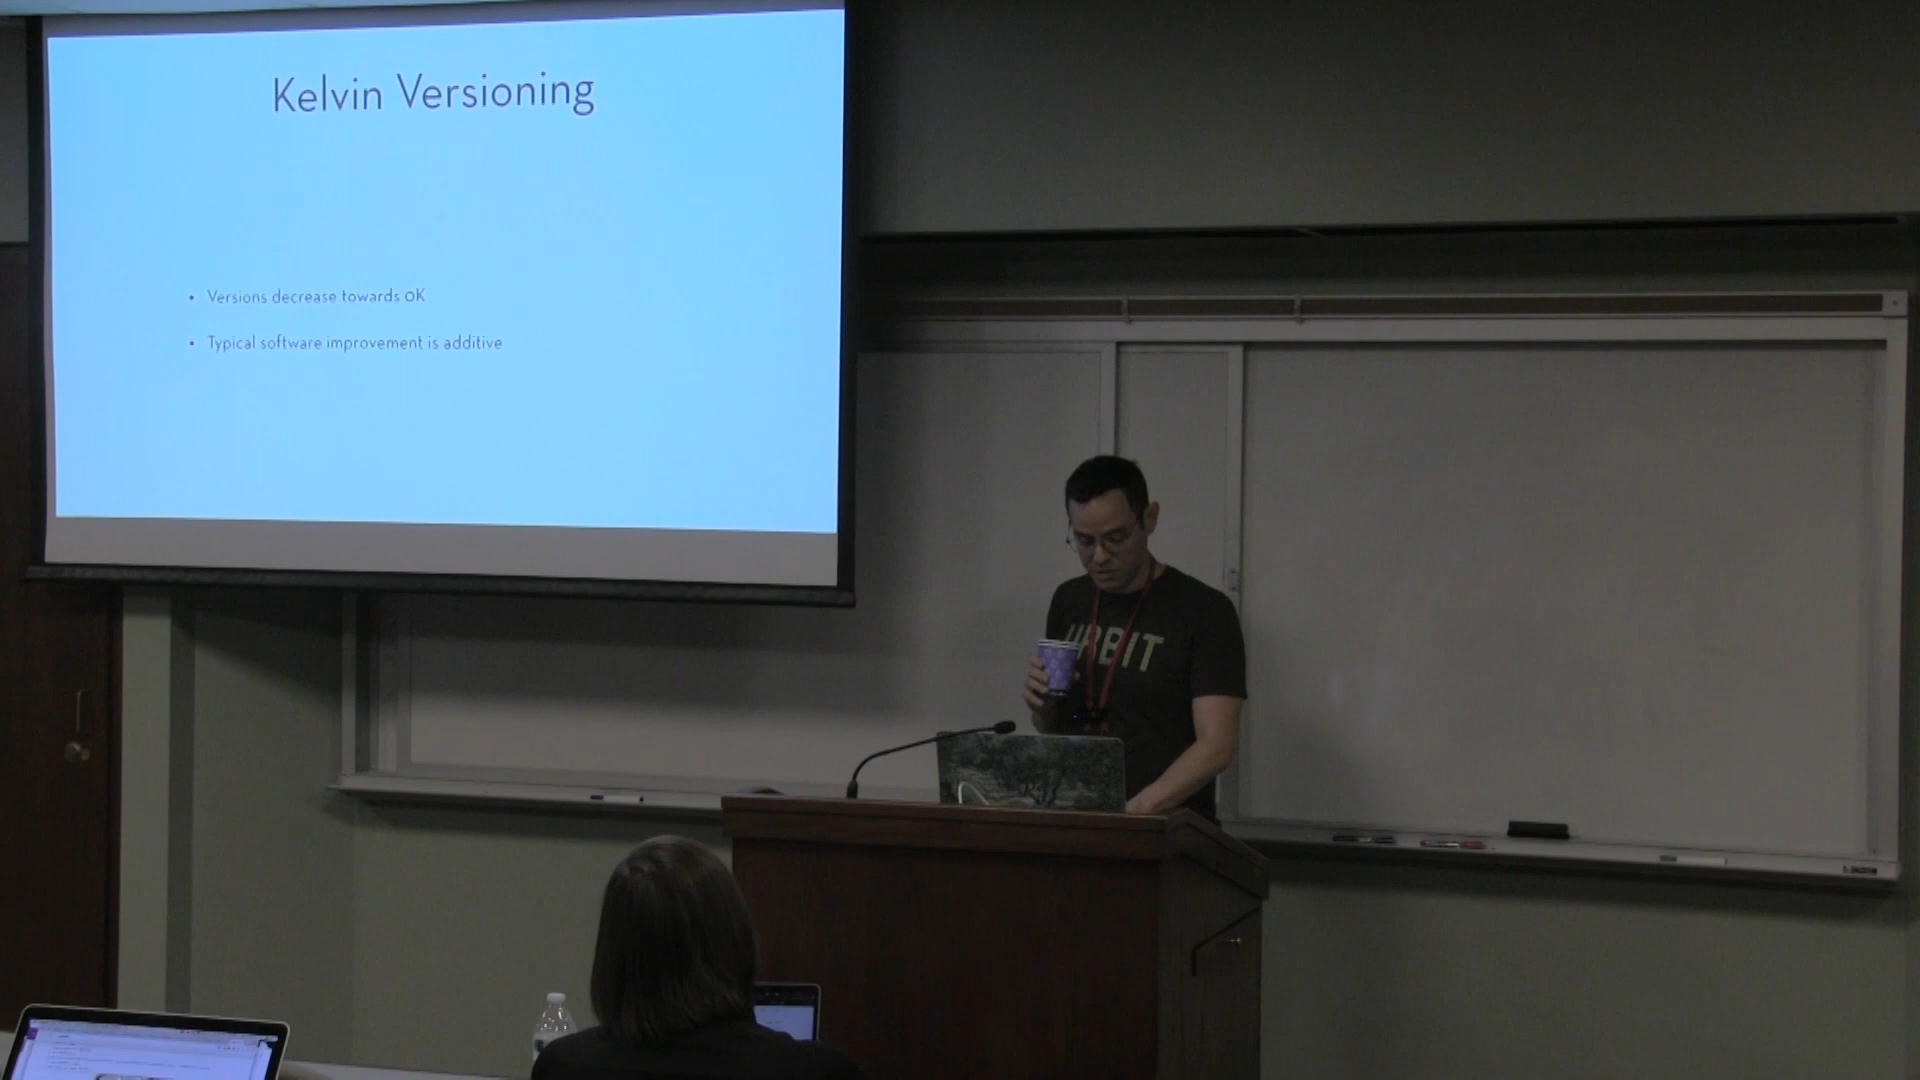 Kelvin Versioning
• Versions decrease towards 0K
• Typical software improvement is additive
URBIT